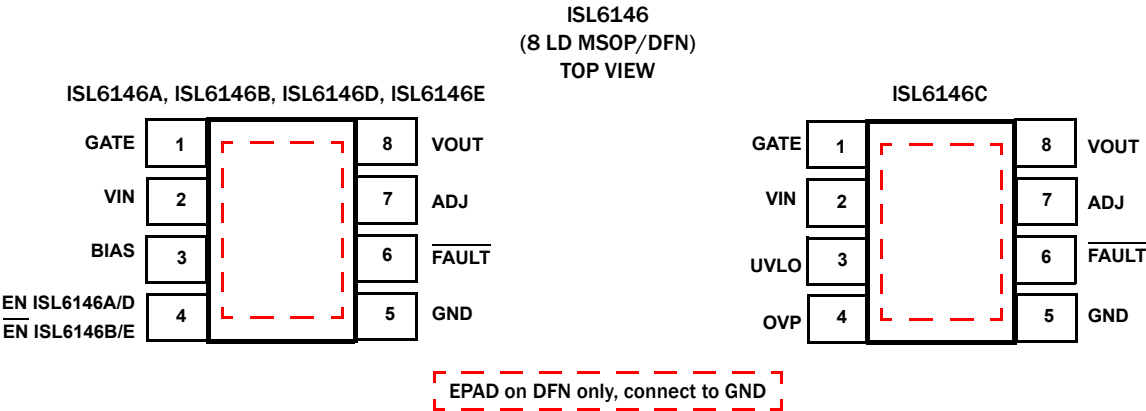 ISL6146
(8 LD MSOP/DFN)
TOP VIEW
ISL6146A, ISL6146B, ISL6146D, ISL6146E
GATE 1 8 VOUT
VIN 2 7 ADJ
BIAS 3 6 FAULT
EN ISL6146A/D
EN ISL6146B/E
4 5 GND
ISL6146C
GATE 1 8 VOUT
VIN 2 7 ADJ
UVLO 3 6 FAULT
OVP 4 5 GND
EPAD on DFN only, connect to GND